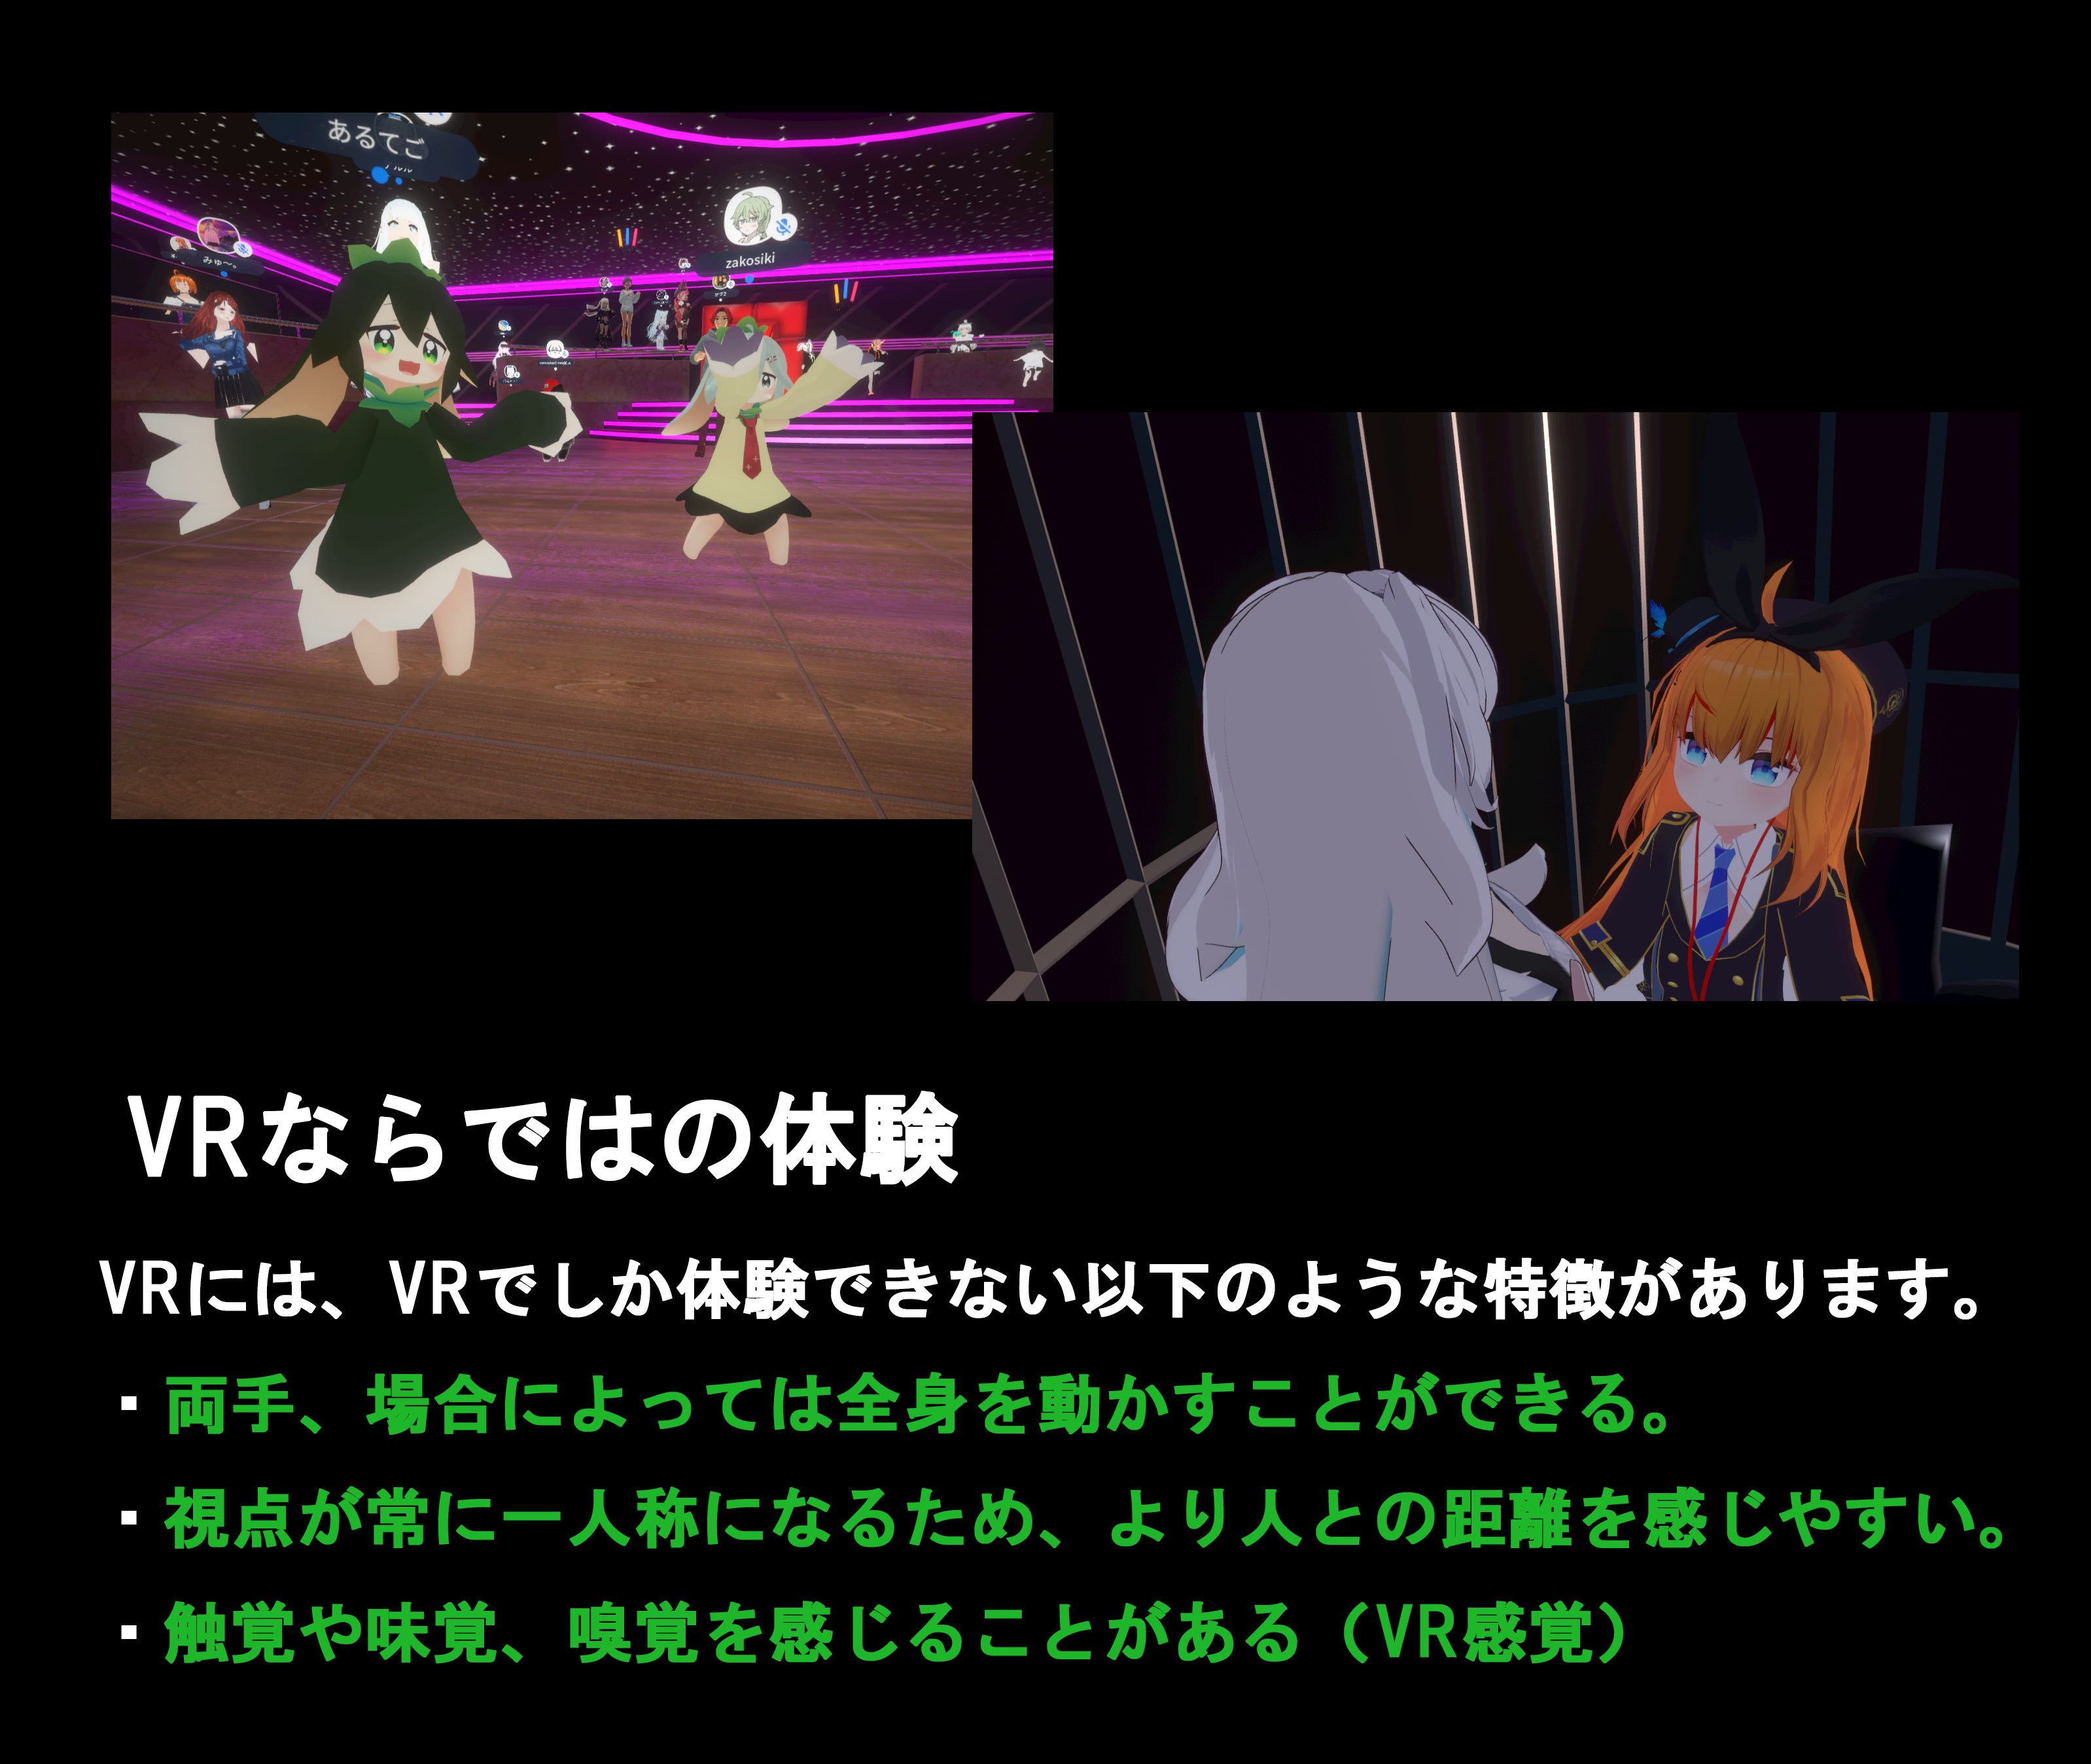 あるてご
みゅ～。
zakosiki
VRならではの体験
VRには、VRでしか体験できない以下のような特徴があります。
・両手、場合によっては全身を動かすことができる。
・視点が常に一人称になるため、より人との距離を感じやすい。
・触覚や味覚、嗅覚を感じることがある（VR感覚）